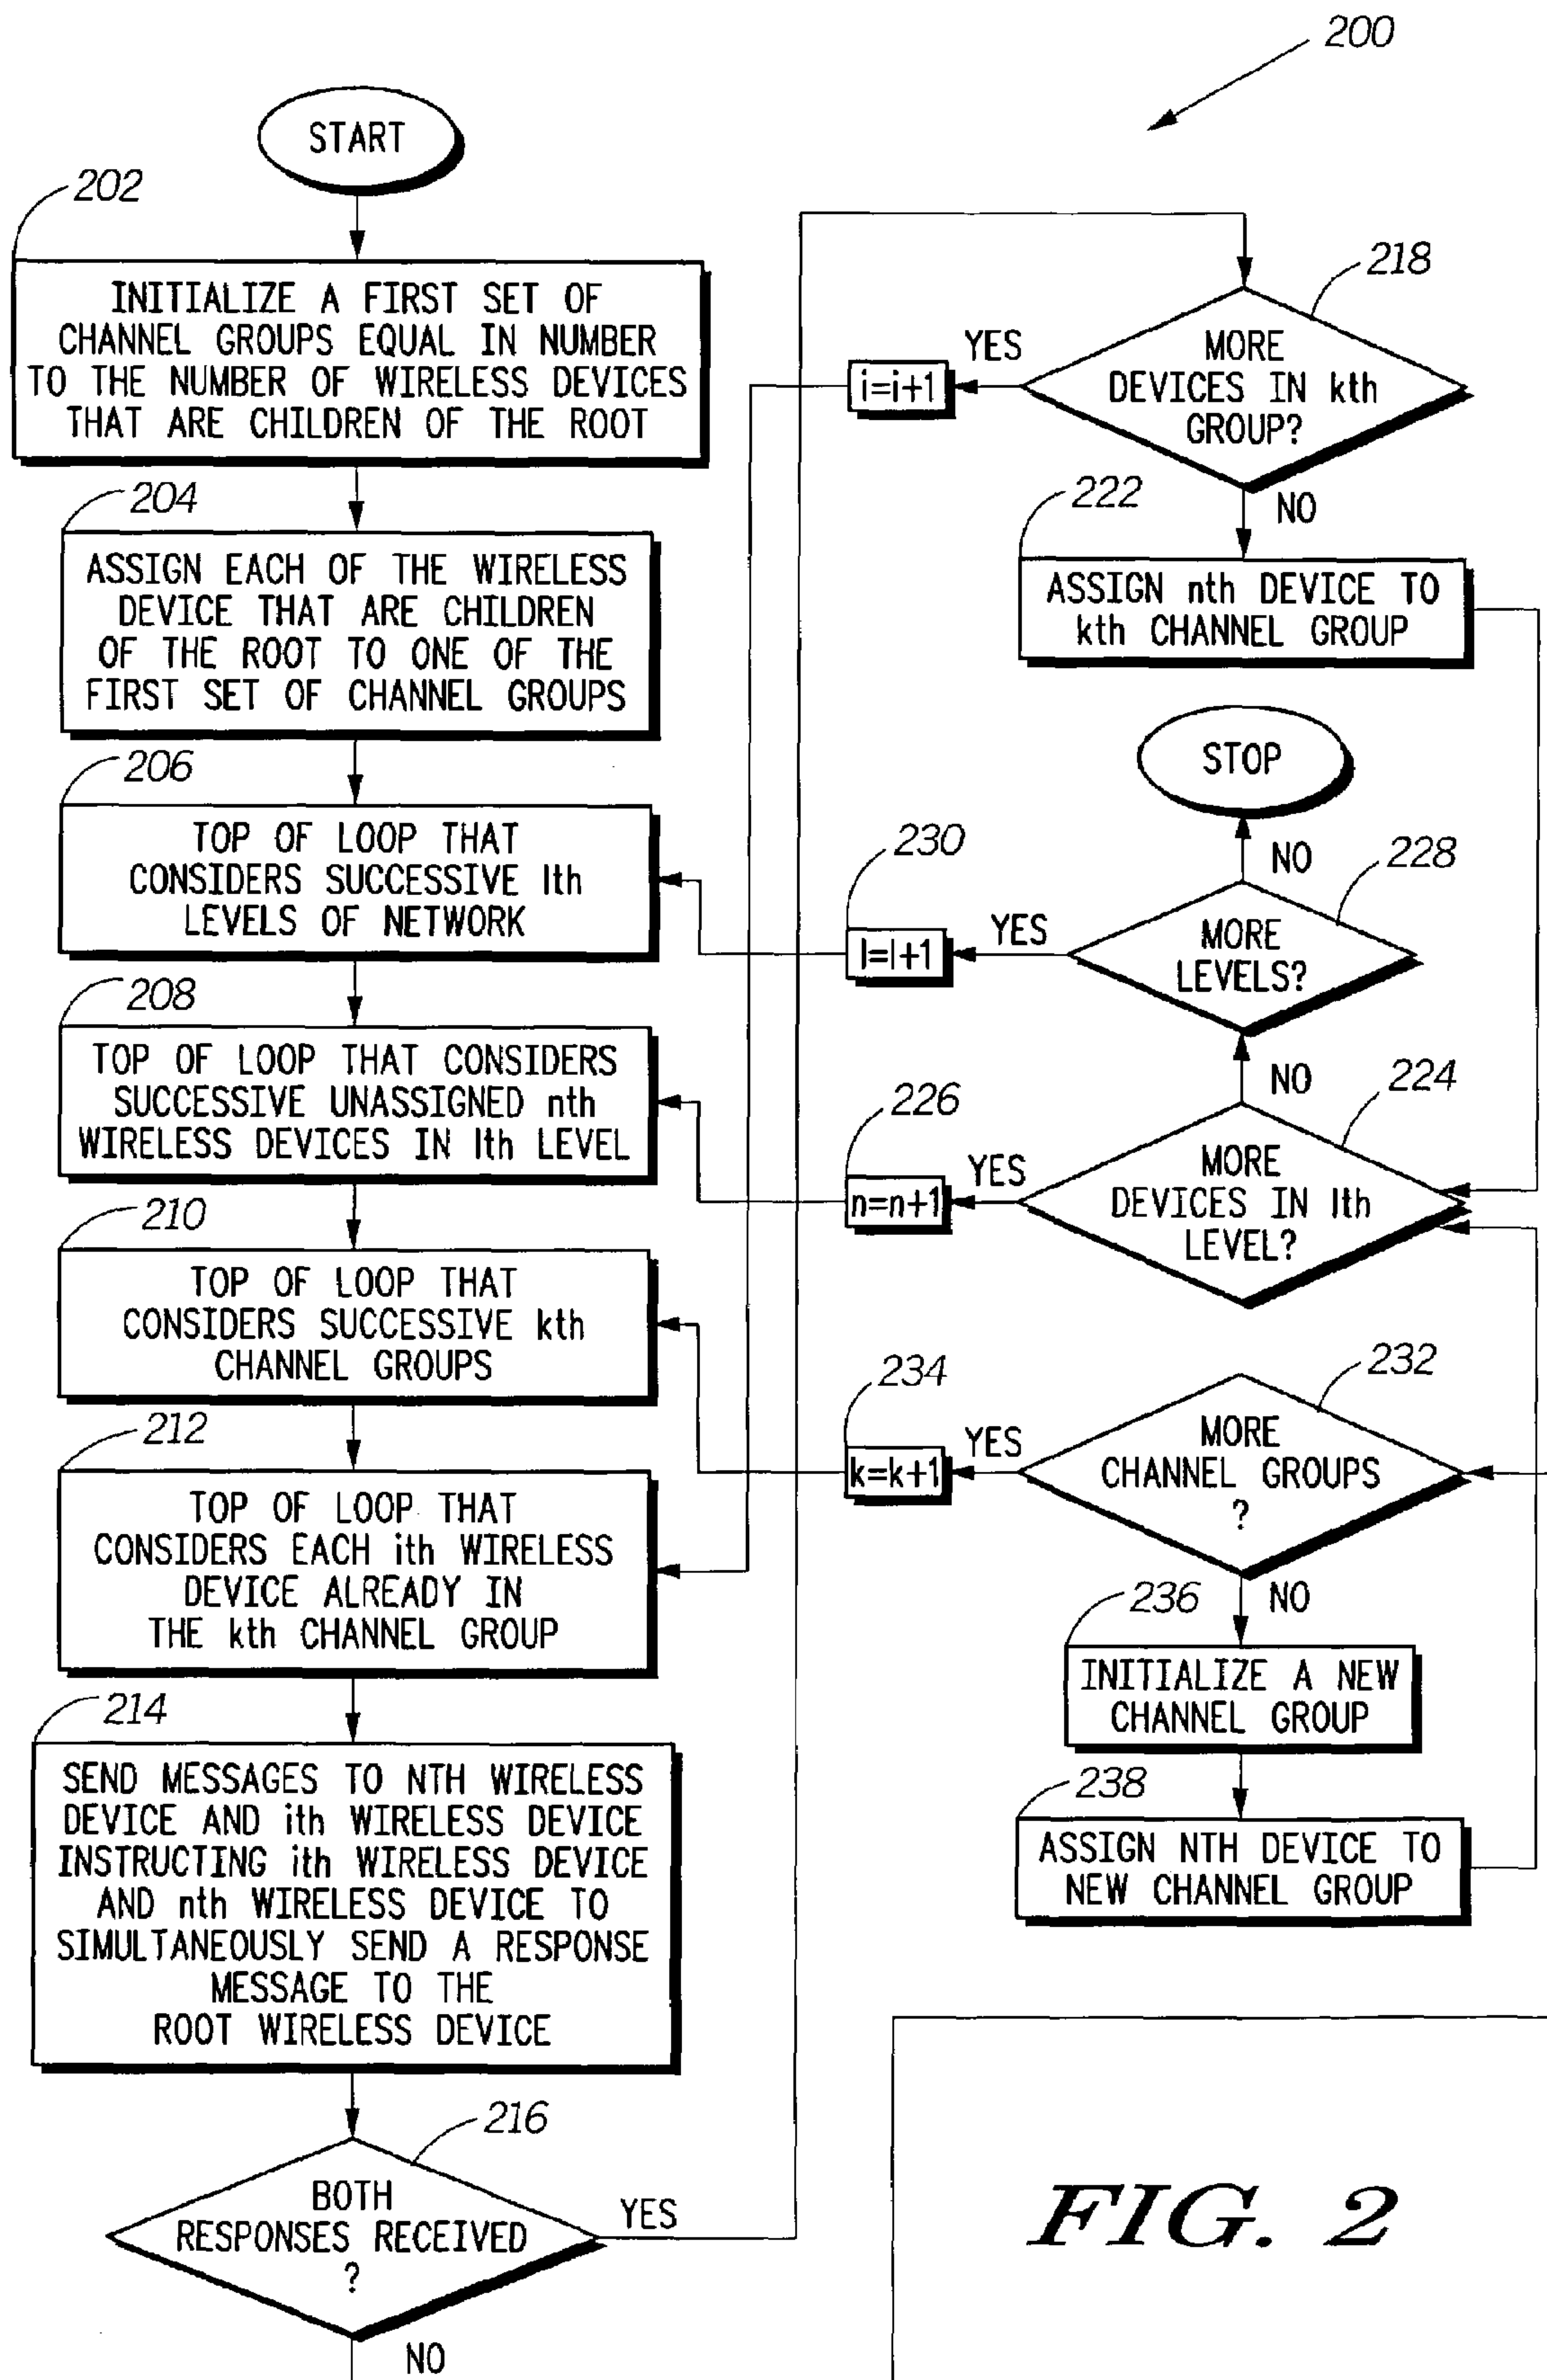 200
START
202
INITIALIZE A FIRST SET OF
CHANNEL GROUPS EQUAL IN NUMBER
TO THE NUMBER OF WIRELESS DEVICES
THAT ARE CHILDREN OF THE ROOT
204
ASSIGN EACH OF THE WIRELESS
DEVICE THAT ARE CHILDREN
OF THE ROOT TO ONE OF THE
FIRST SET OF CHANNEL GROUPS
206
TOP OF LOOP THAT
CONSIDERS SUCCESSIVE lth
LEVELS OF NETWORK
208
TOP OF LOOP THAT CONSIDERS
SUCCESSIVE UNASSIGNED nth
WIRELESS DEVICES IN lth LEVEL
210
TOP OF LOOP THAT
CONSIDERS SUCCESSIVE kth
CHANNEL GROUPS
212
TOP OF LOOP THAT
CONSIDERS EACH ith WIRELESS
DEVICE ALREADY IN
THE kth CHANNEL GROUP
214
SEND MESSAGES TO NTH WIRELESS
DEVICE AND ith WIRELESS DEVICE
INSTRUCTING ith WIRELESS DEVICE
AND nth WIRELESS DEVICE TO
SIMULTANEOUSLY SEND A RESPONSE
MESSAGE TO THE
ROOT WIRELESS DEVICE
216
BOTH
RESPONSES RECEIVED
?
YES
NO
218
MORE
DEVICES IN kth
GROUP?
YES
i=i+1
NO
222
ASSIGN nth DEVICE TO
kth CHANNEL GROUP
STOP
NO
228
MORE
LEVELS?
YES
230
l=l+1
NO
224
MORE
DEVICES IN lth
LEVEL?
YES
226
n=n+1
232
MORE
CHANNEL GROUPS
?
YES
234
k=k+1
NO
236
INITIALIZE A NEW
CHANNEL GROUP
238
ASSIGN NTH DEVICE TO
NEW CHANNEL GROUP
FIG. 2